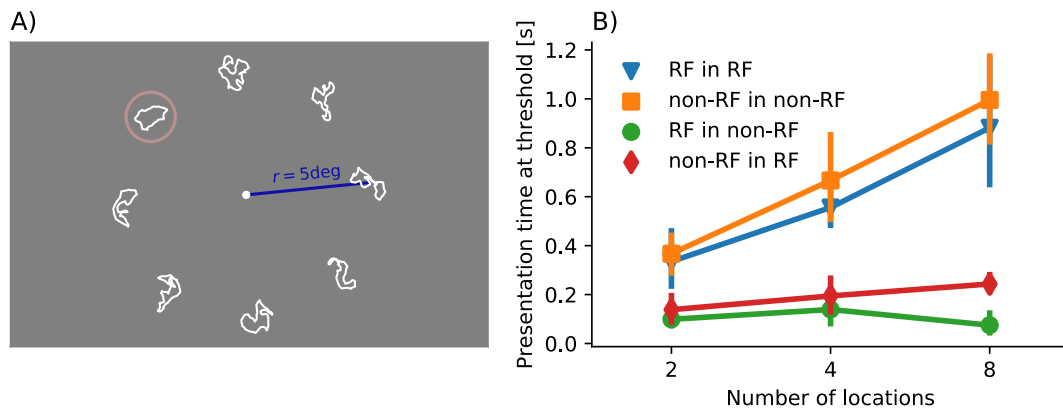 A)
r = 5deg
B)
Presentation time at threshold [s]
1.2
1.0
0.8
0.6
0.4
0.2
0.0
RF in RF
non-RF in non-RF
RF in non-RF
non-RF in RF
2
4
8
Number of locations